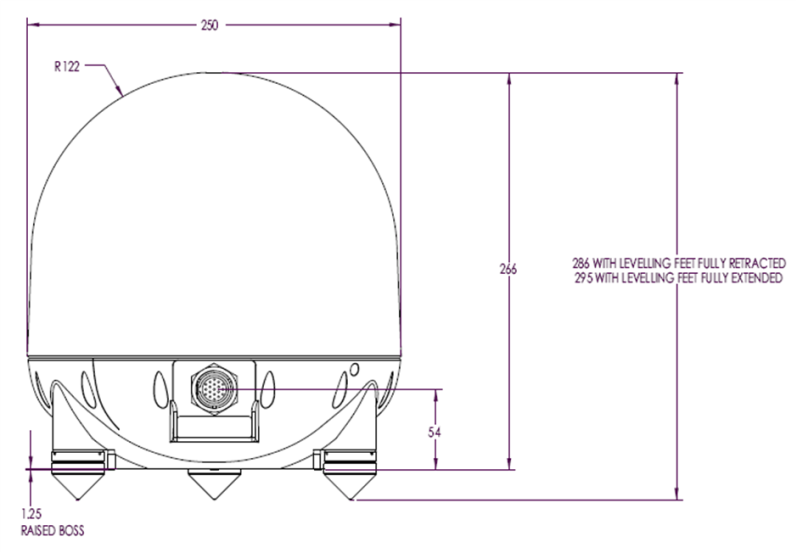 250
R122
266
286 WITH LEVELLING FEET FULLY RETRACTED
295 WITH LEVELLING FEET FULLY EXTENDED
54
1.25
RAISED BOSS